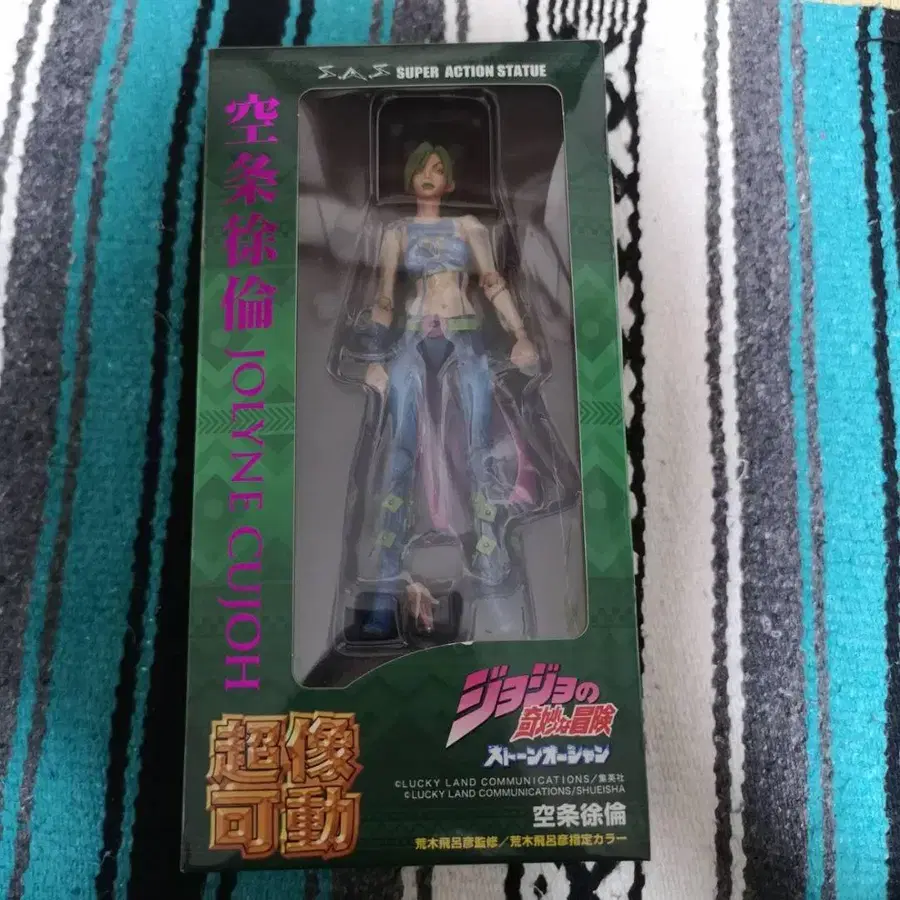 SAS SUPER ACTION STATUE
空条徐倫 JOLYNE CUJOH
ジョジョの
奇妙な冒険
ストーンオーシャン
©LUCKY LAND COMMUNICATIONS/集英社
©LUCKY LAND COMMUNICATIONS/SHUEISHA
超像
可動
空条徐倫
荒木飛呂彦監修/荒木飛呂彦指定カラー